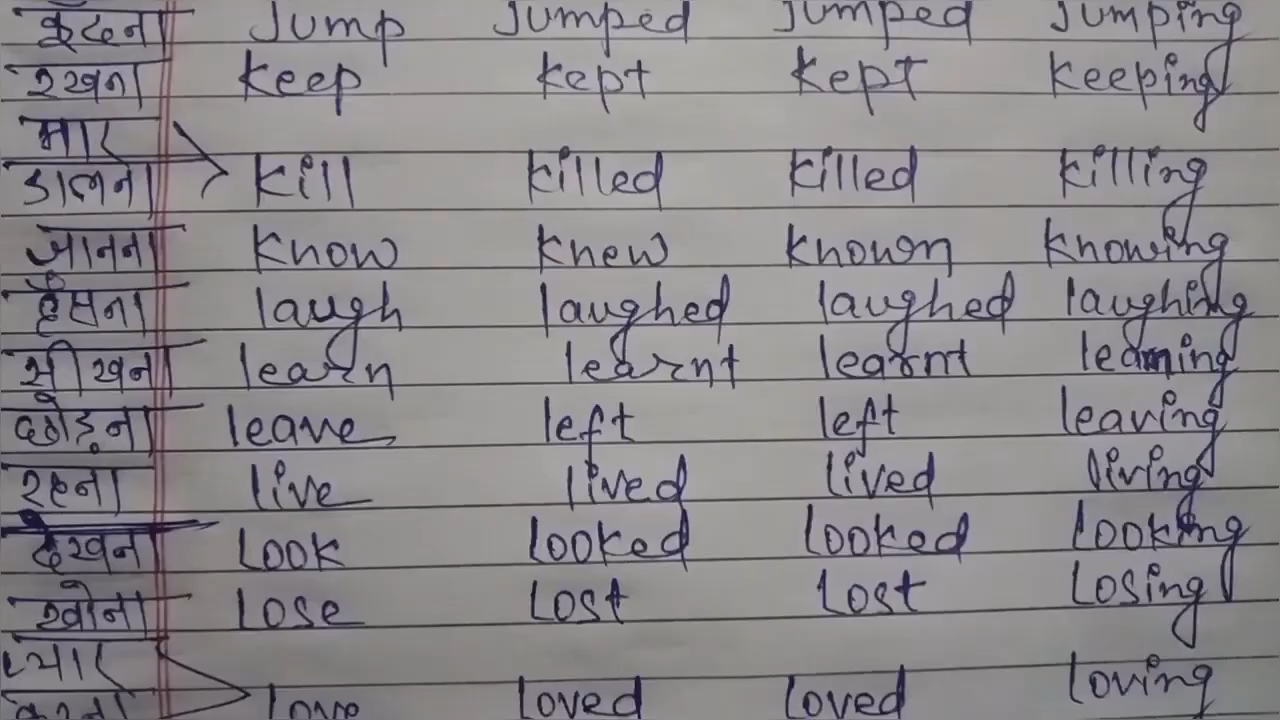 कूदना Jump Jumped Jumped Jumping
रखना keep kept kept keeping
मार
डालना kill killed killed killing
जानना know knew known knowing
हँसना laugh laughed laughed laughing
सीखना learn learnt learnt learning
छोड़ना leave left left leaving
रहना live lived lived living
देखना Look Looked Looked Looking
खोना Lose Lost Lost Losing
प्यार
करना love loved loved loving